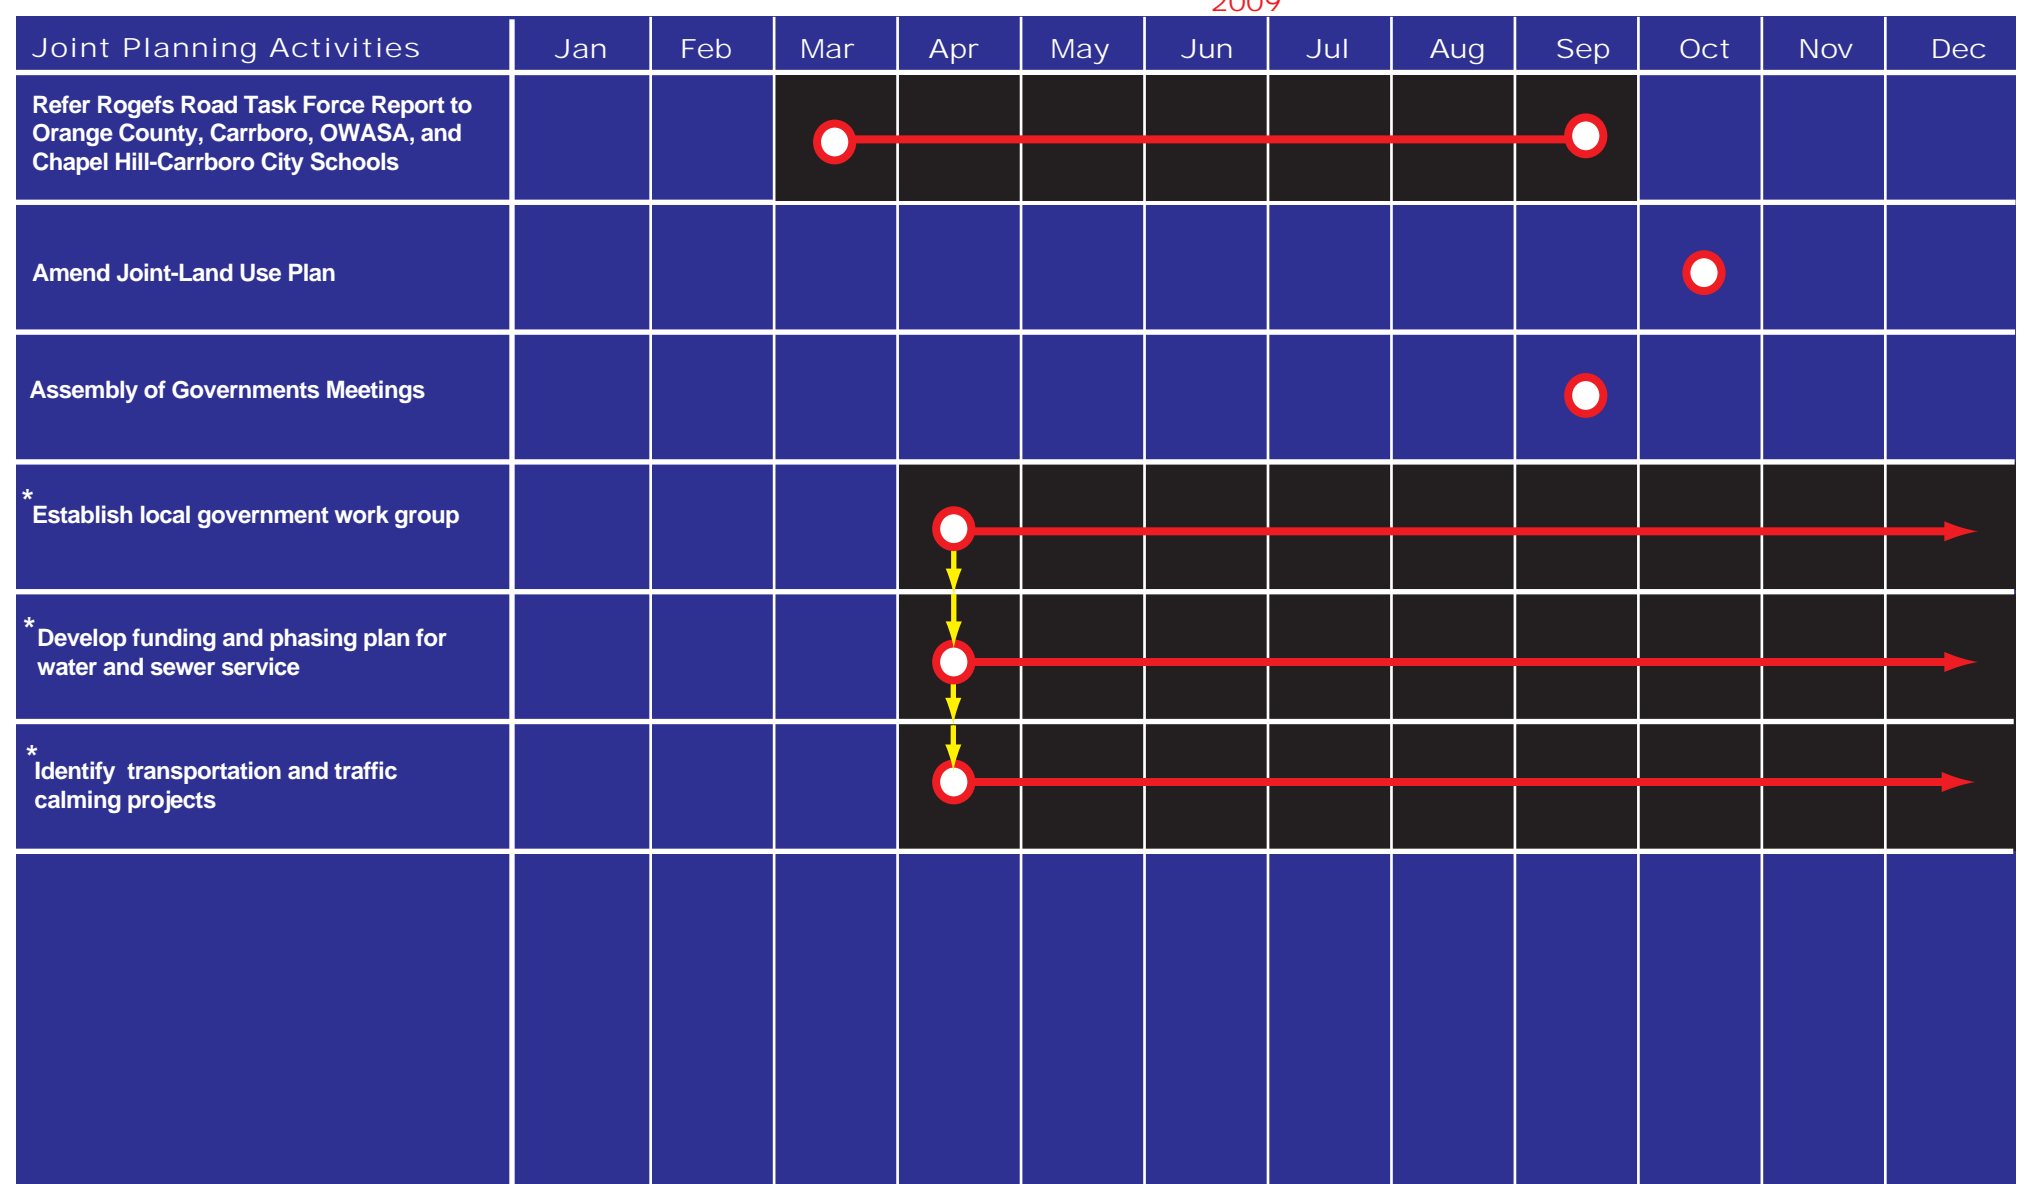 2009
Joint Planning Activities Jan Feb Mar Apr May Jun Jul Aug Sep Oct Nov Dec
Refer Rogefs Road Task Force Report to
Orange County, Carrboro, OWASA, and
Chapel Hill-Carrboro City Schools
Amend Joint-Land Use Plan
Assembly of Governments Meetings
*Establish local government work group
*Develop funding and phasing plan for
water and sewer service
*Identify transportation and traffic
calming projects